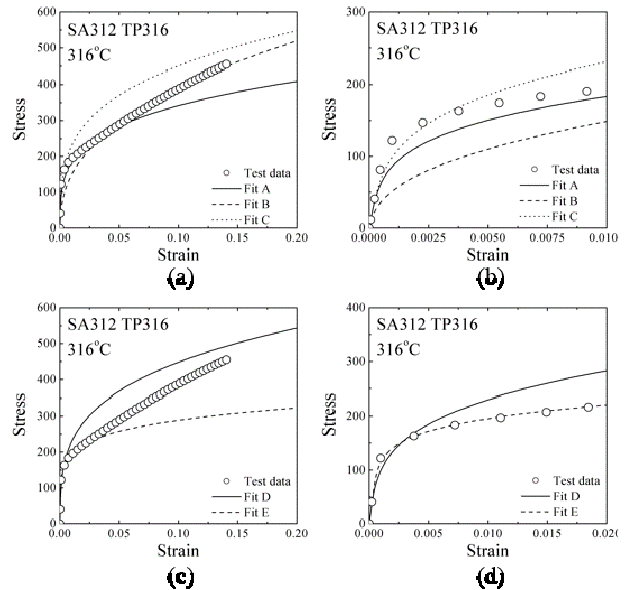 600
500
400
300
200
100
0
0.00
0.05
0.10
0.15
0.20
Stress
Strain
SA312 TP316
316°C
Test data
Fit A
Fit B
Fit C
(a)
300
200
100
0
0.0000
0.0025
0.0050
0.0075
0.010
Stress
Strain
SA312 TP316
316°C
Test data
Fit A
Fit B
Fit C
(b)
600
500
400
300
200
100
0
0.00
0.05
0.10
0.15
0.20
Stress
Strain
SA312 TP316
316°C
Test data
Fit D
Fit E
(c)
400
300
200
100
0
0.000
0.005
0.010
0.015
0.020
Stress
Strain
SA312 TP316
316°C
Test data
Fit D
Fit E
(d)